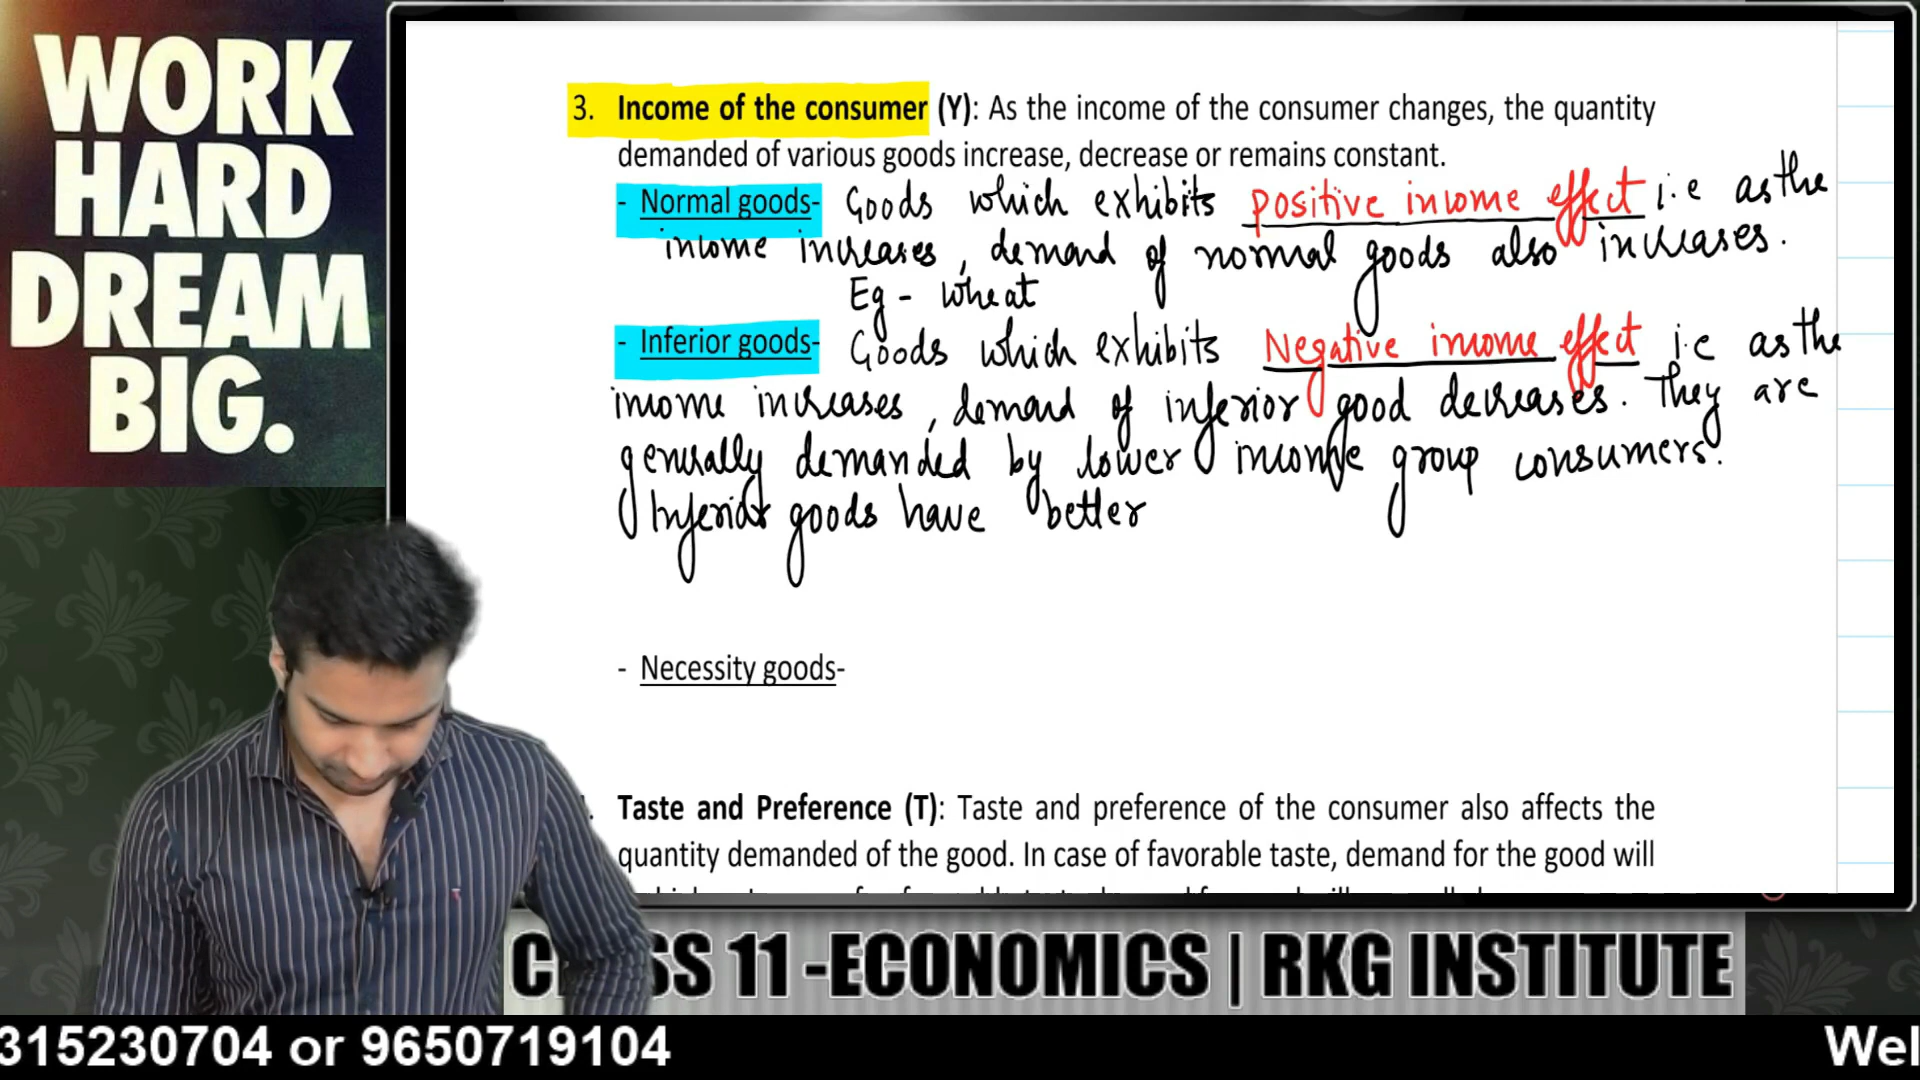 WORK
HARD
DREAM
BIG.
3. Income of the consumer (Y): As the income of the consumer changes, the quantity
demanded of various goods increase, decrease or remains constant.
- Normal goods- Goods which exhibits positive income effect i.e as the
income increases, demand of normal goods also increases.
Eg - wheat
- Inferior goods- Goods which exhibits Negative income effect i.e as the
income increases, demand of inferior good decreases. They are
generally demanded by lower income group consumers.
Inferior goods have better
- Necessity goods-
Taste and Preference (T): Taste and preference of the consumer also affects the
quantity demanded of the good. In case of favorable taste, demand for the good will
SS 11 -ECONOMICS | RKG INSTITUTE
315230704 or 9650719104
Wel